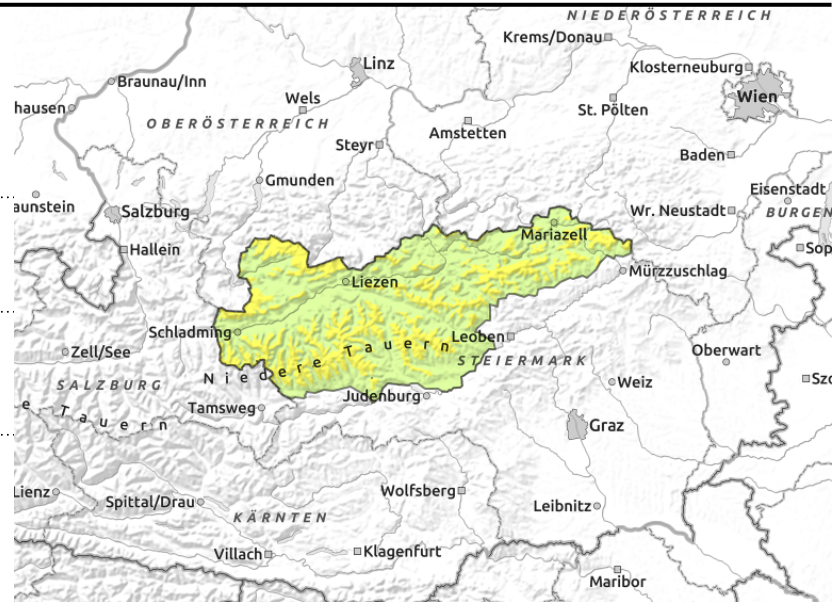 NIEDERÖSTERREICH
Krems/Donau
Linz
Klosterneuburg
Braunau/Inn
Wien
hausen
Wels
St. Pölten
OBERÖSTERREICH
Amstetten
Steyr
Baden
Gmunden
Eisenstadt
aunstein
Salzburg
Wr. Neustadt
BURGEN
Mariazell
Hallein
Sop
Mürzzuschlag
Liezen
Schladming
Leoben
Niedere Tauern
Zell/See
STEIERMARK
Oberwart
SALZBURG
Weiz
Szo
Judenburg
Tamsweg
e Tauern
Graz
Wolfsberg
Lienz
Spittal/Drau
Leibnitz
KÄRNTEN
Villach
Klagenfurt
Maribor